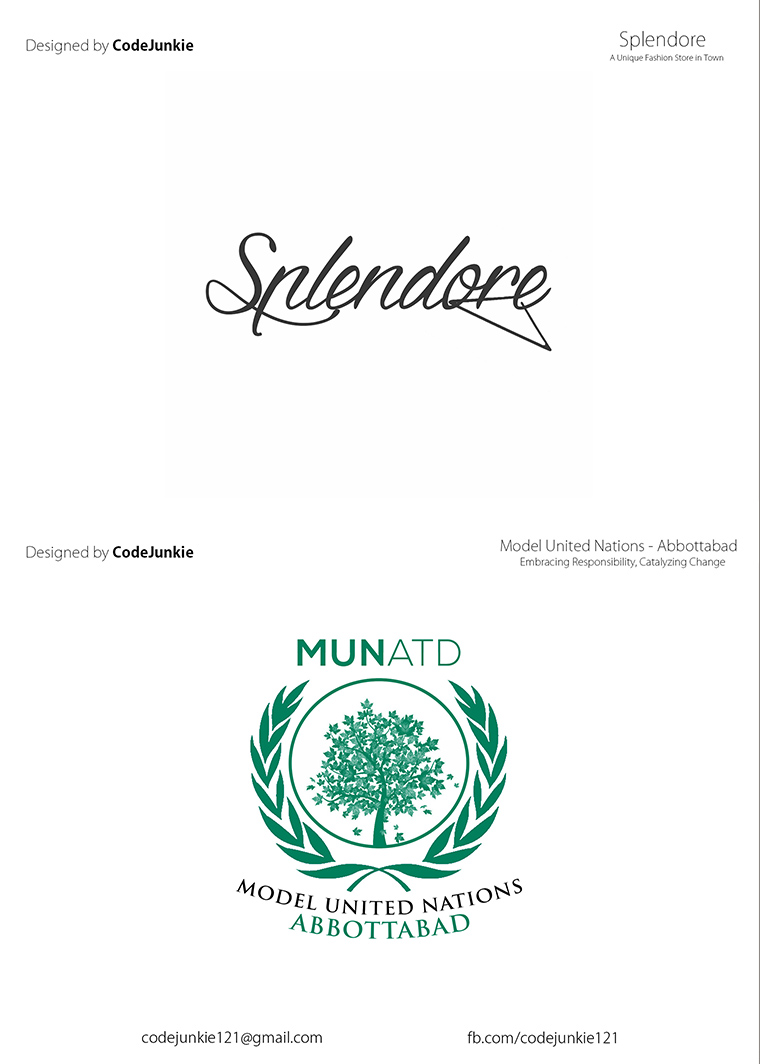 Designed by CodeJunkie
Splendore
A Unique Fashion Store in Town
Splendore
Designed by CodeJunkie
Model United Nations - Abbottabad
Embracing Responsibility, Catalyzing Change
MUNATD
MODEL UNITED NATIONS
ABBOTTABAD
codejunkie121@gmail.com
fb.com/codejunkie121